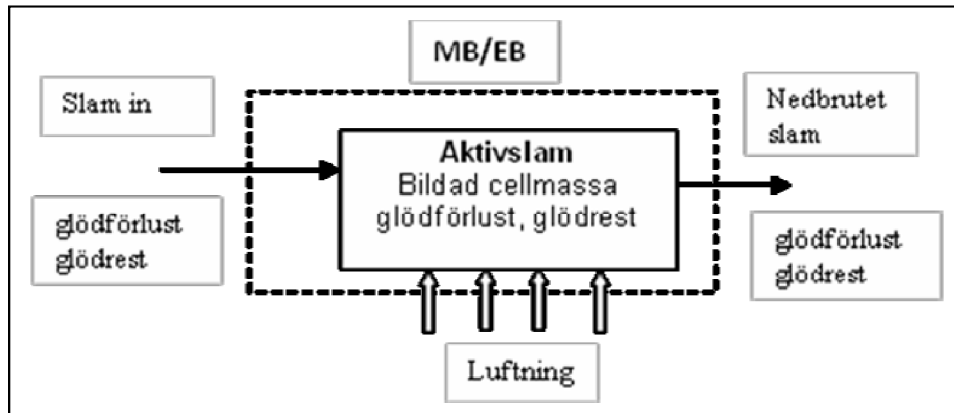 MB/EB
Slam in
Nedbrutet
slam
Aktivslam
Bildad cellmassa
glödförlust, glödrest
glödförlust
glödrest
glödförlust
glödrest
Luftning